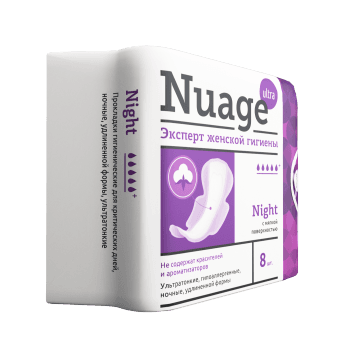 Nuage
ultra
Эксперт женской гигиены
Night
с мягкой
поверхностью
Не содержат красителей
и ароматизаторов
Ультратонкие, гипоаллергенные,
ночные, удлиненной формы
8 шт.
Night
Прокладки гигиенические для критических дней,
ночные, удлиненной формы, ультратонкие